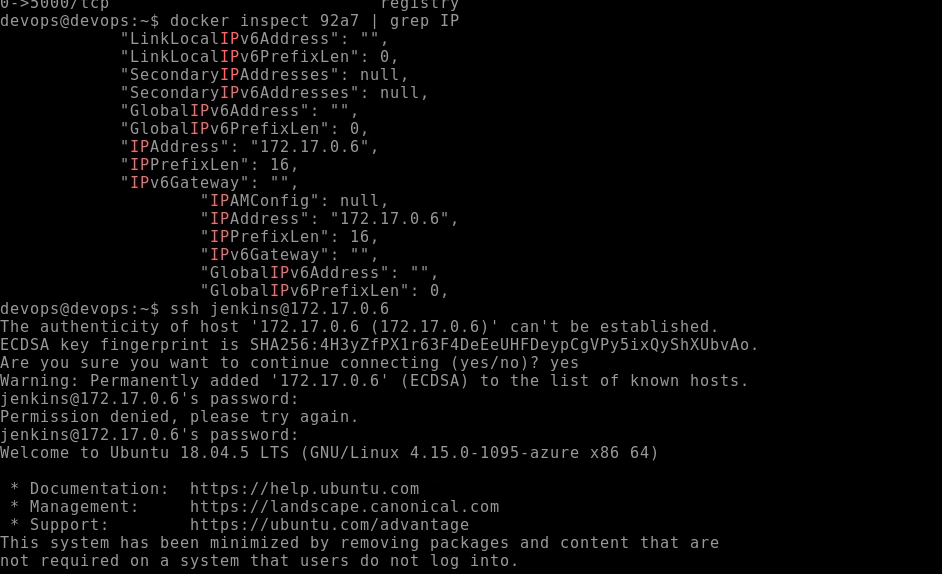 0->5000/tcp                           registry
devops@devops:~$ docker inspect 92a7 | grep IP
            "LinkLocalIPv6Address": "",
            "LinkLocalIPv6PrefixLen": 0,
            "SecondaryIPAddresses": null,
            "SecondaryIPv6Addresses": null,
            "GlobalIPv6Address": "",
            "GlobalIPv6PrefixLen": 0,
            "IPAddress": "172.17.0.6",
            "IPPrefixLen": 16,
            "IPv6Gateway": "",
                    "IPAMConfig": null,
                    "IPAddress": "172.17.0.6",
                    "IPPrefixLen": 16,
                    "IPv6Gateway": "",
                    "GlobalIPv6Address": "",
                    "GlobalIPv6PrefixLen": 0,
devops@devops:~$ ssh jenkins@172.17.0.6
The authenticity of host '172.17.0.6 (172.17.0.6)' can't be established.
ECDSA key fingerprint is SHA256:4H3yZfPX1r63F4DeEeUHFDeypCgVPy5ixQyShXUbvAo.
Are you sure you want to continue connecting (yes/no)? yes
Warning: Permanently added '172.17.0.6' (ECDSA) to the list of known hosts.
jenkins@172.17.0.6's password:
Permission denied, please try again.
jenkins@172.17.0.6's password:
Welcome to Ubuntu 18.04.5 LTS (GNU/Linux 4.15.0-1095-azure x86 64)

 * Documentation:  https://help.ubuntu.com
 * Management:     https://landscape.canonical.com
 * Support:        https://ubuntu.com/advantage
This system has been minimized by removing packages and content that are
not required on a system that users do not log into.